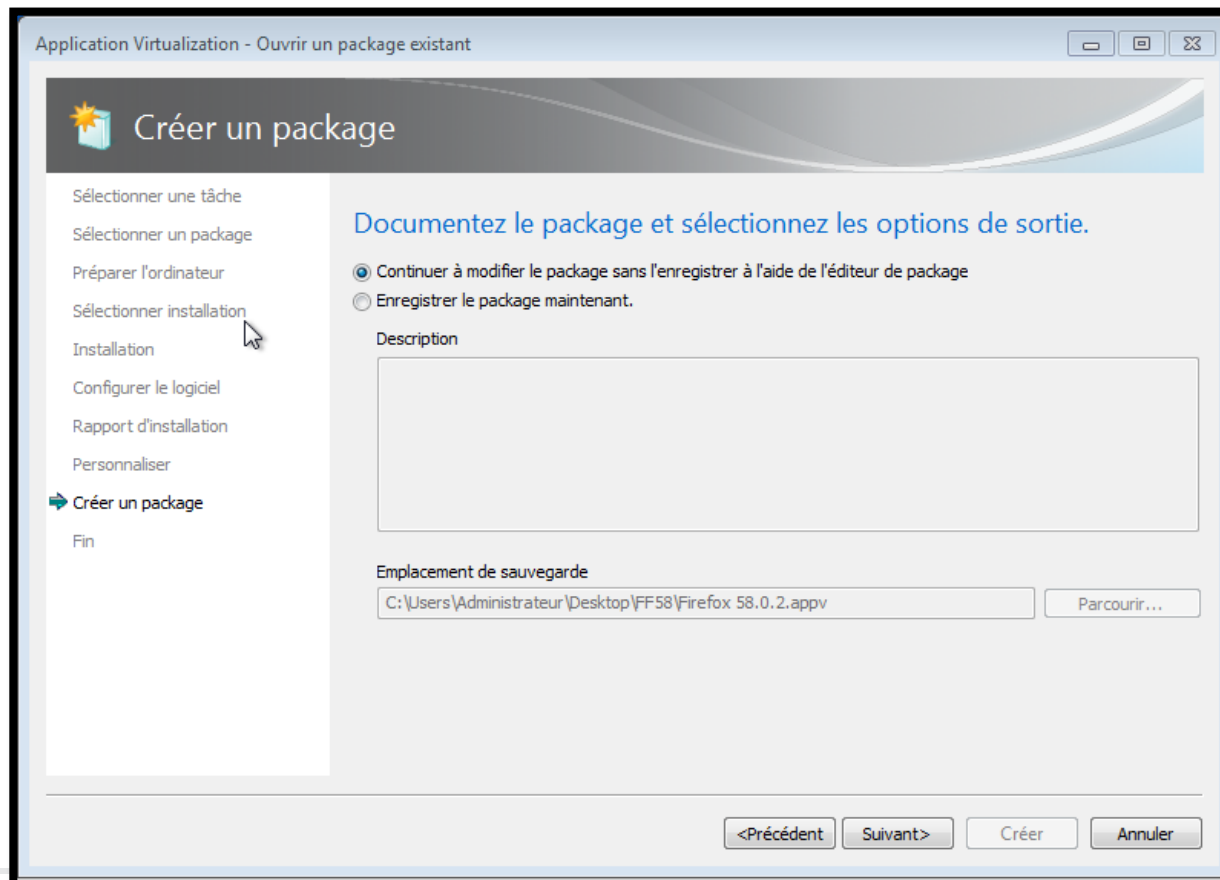 Application Virtualization - Ouvrir un package existant
Créer un package
Sélectionner une tâche
Sélectionner un package
Préparer l'ordinateur
Sélectionner installation
Installation
Configurer le logiciel
Rapport d'installation
Personnaliser
Créer un package
Fin
Documentez le package et sélectionnez les options de sortie.
Continuer à modifier le package sans l'enregistrer à l'aide de l'éditeur de package
Enregistrer le package maintenant.
Description
Emplacement de sauvegarde
C:\Users\Administrateur\Desktop\FF58\Firefox 58.0.2.appv
Parcourir...
<Précédent
Suivant>
Créer
Annuler